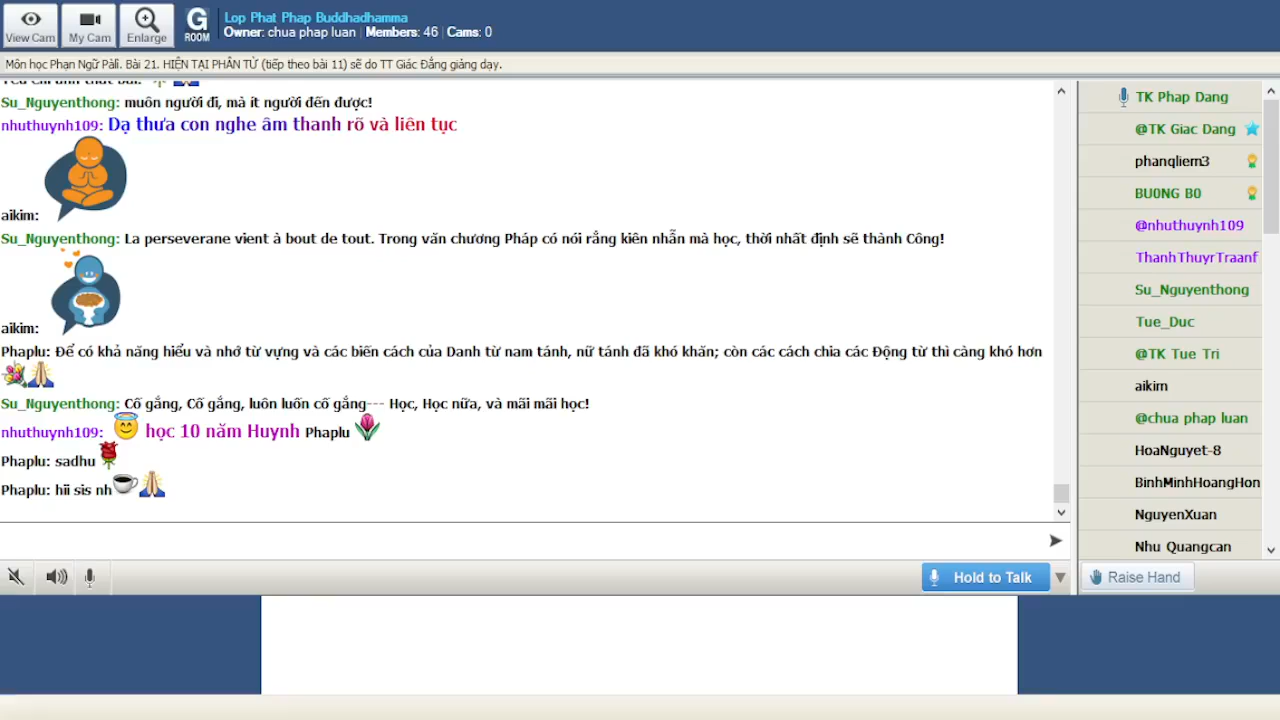 View Cam
My Cam
Enlarge
G
ROOM
Lop Phat Phap Buddhadhamma
Owner: chua phap luan | Members: 46 | Cams: 0
Môn học Phạn Ngữ Pāli. Bài 21. HIỆN TẠI PHÂN TỪ (tiếp theo bài 11) sẽ do TT Giác Đẳng giảng dạy.
Su_Nguyenthong: muôn người đi, mà ít người đến được!
nhuthuynh109: Dạ thưa con nghe âm thanh rõ và liên tục
aikim:
Su_Nguyenthong: La perseverane vient à bout de tout. Trong văn chương Pháp có nói rằng kiên nhẫn mà học, thời nhất định sẽ thành Công!
aikim:
Phaplu: Để có khả năng hiểu và nhớ từ vựng và các biến cách của Danh từ nam tánh, nữ tánh đã khó khăn; còn các cách chia các Động từ thì càng khó hơn
Su_Nguyenthong: Cố gắng, Cố gắng, luôn luốn cố gắng--- Học, Học nữa, và mãi mãi học!
nhuthuynh109: học 10 năm Huynh Phaplu
Phaplu: sadhu
Phaplu: hii sis nh
Hold to Talk
TK Phap Dang
@TK Giac Dang
phanqliem3
BU0NG B0
@nhuthuynh109
ThanhThuyrTraanf
Su_Nguyenthong
Tue_Duc
@TK Tue Tri
aikim
@chua phap luan
HoaNguyet-8
BinhMinhHoangHon
NguyenXuan
Nhu Quangcan
Raise Hand